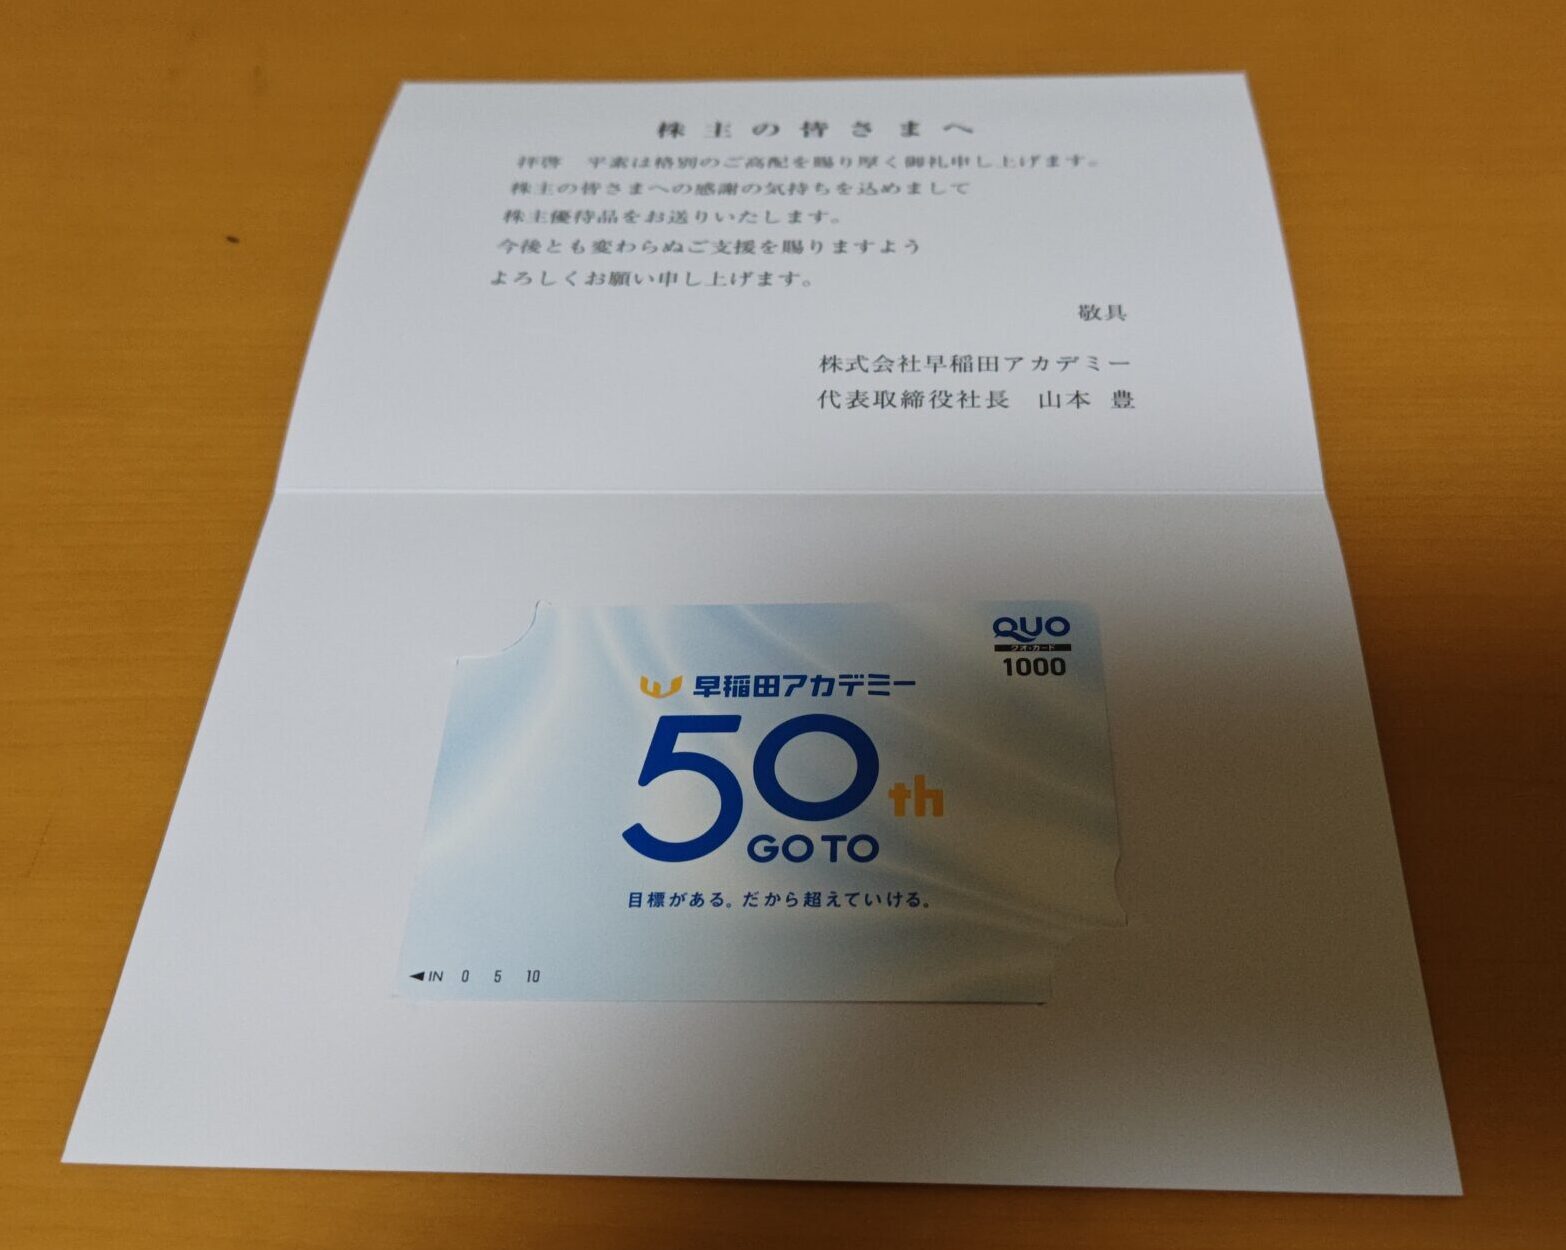 株主の皆さまへ
拝啓　平素は格別のご高配を賜り厚く御礼申し上げます。
株主の皆さまへの感謝の気持ちを込めまして
株主優待品をお送りいたします。
今後とも変わらぬご支援を賜りますよう
よろしくお願い申し上げます。
敬具
株式会社早稲田アカデミー
代表取締役社長　山本 豊
QUO
クオ・カード
1000
早稲田アカデミー
50th
GO TO
目標がある。だから超えていける。
◀IN 0 5 10